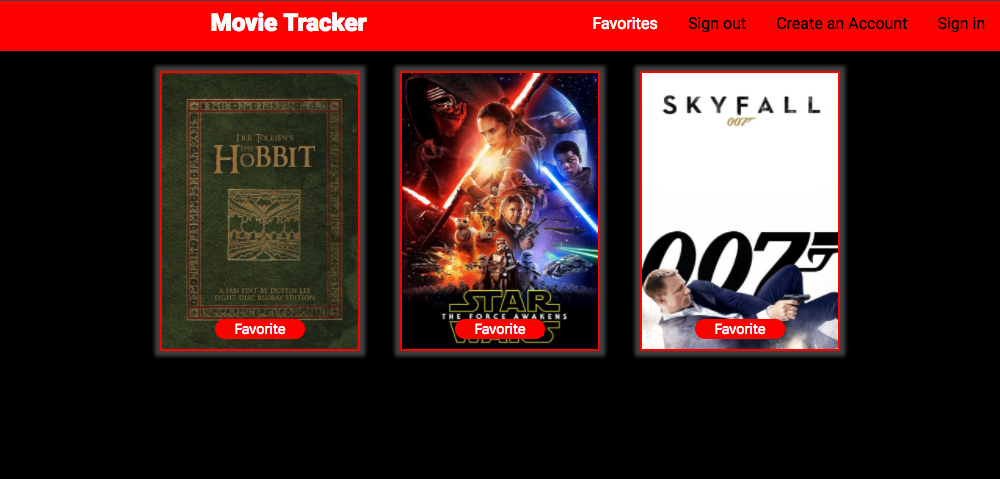 Movie Tracker
Favorites Sign out Create an Account Sign in
J.R.R. TOLKIEN'S
THE
HOBBIT
A FAN EDIT BY DUSTIN LEE
EIGHT DISC BLURAY EDITION
Favorite
STAR
THE FORCE AWAKENS
WARS
Favorite
SKYFALL
007
007
Favorite